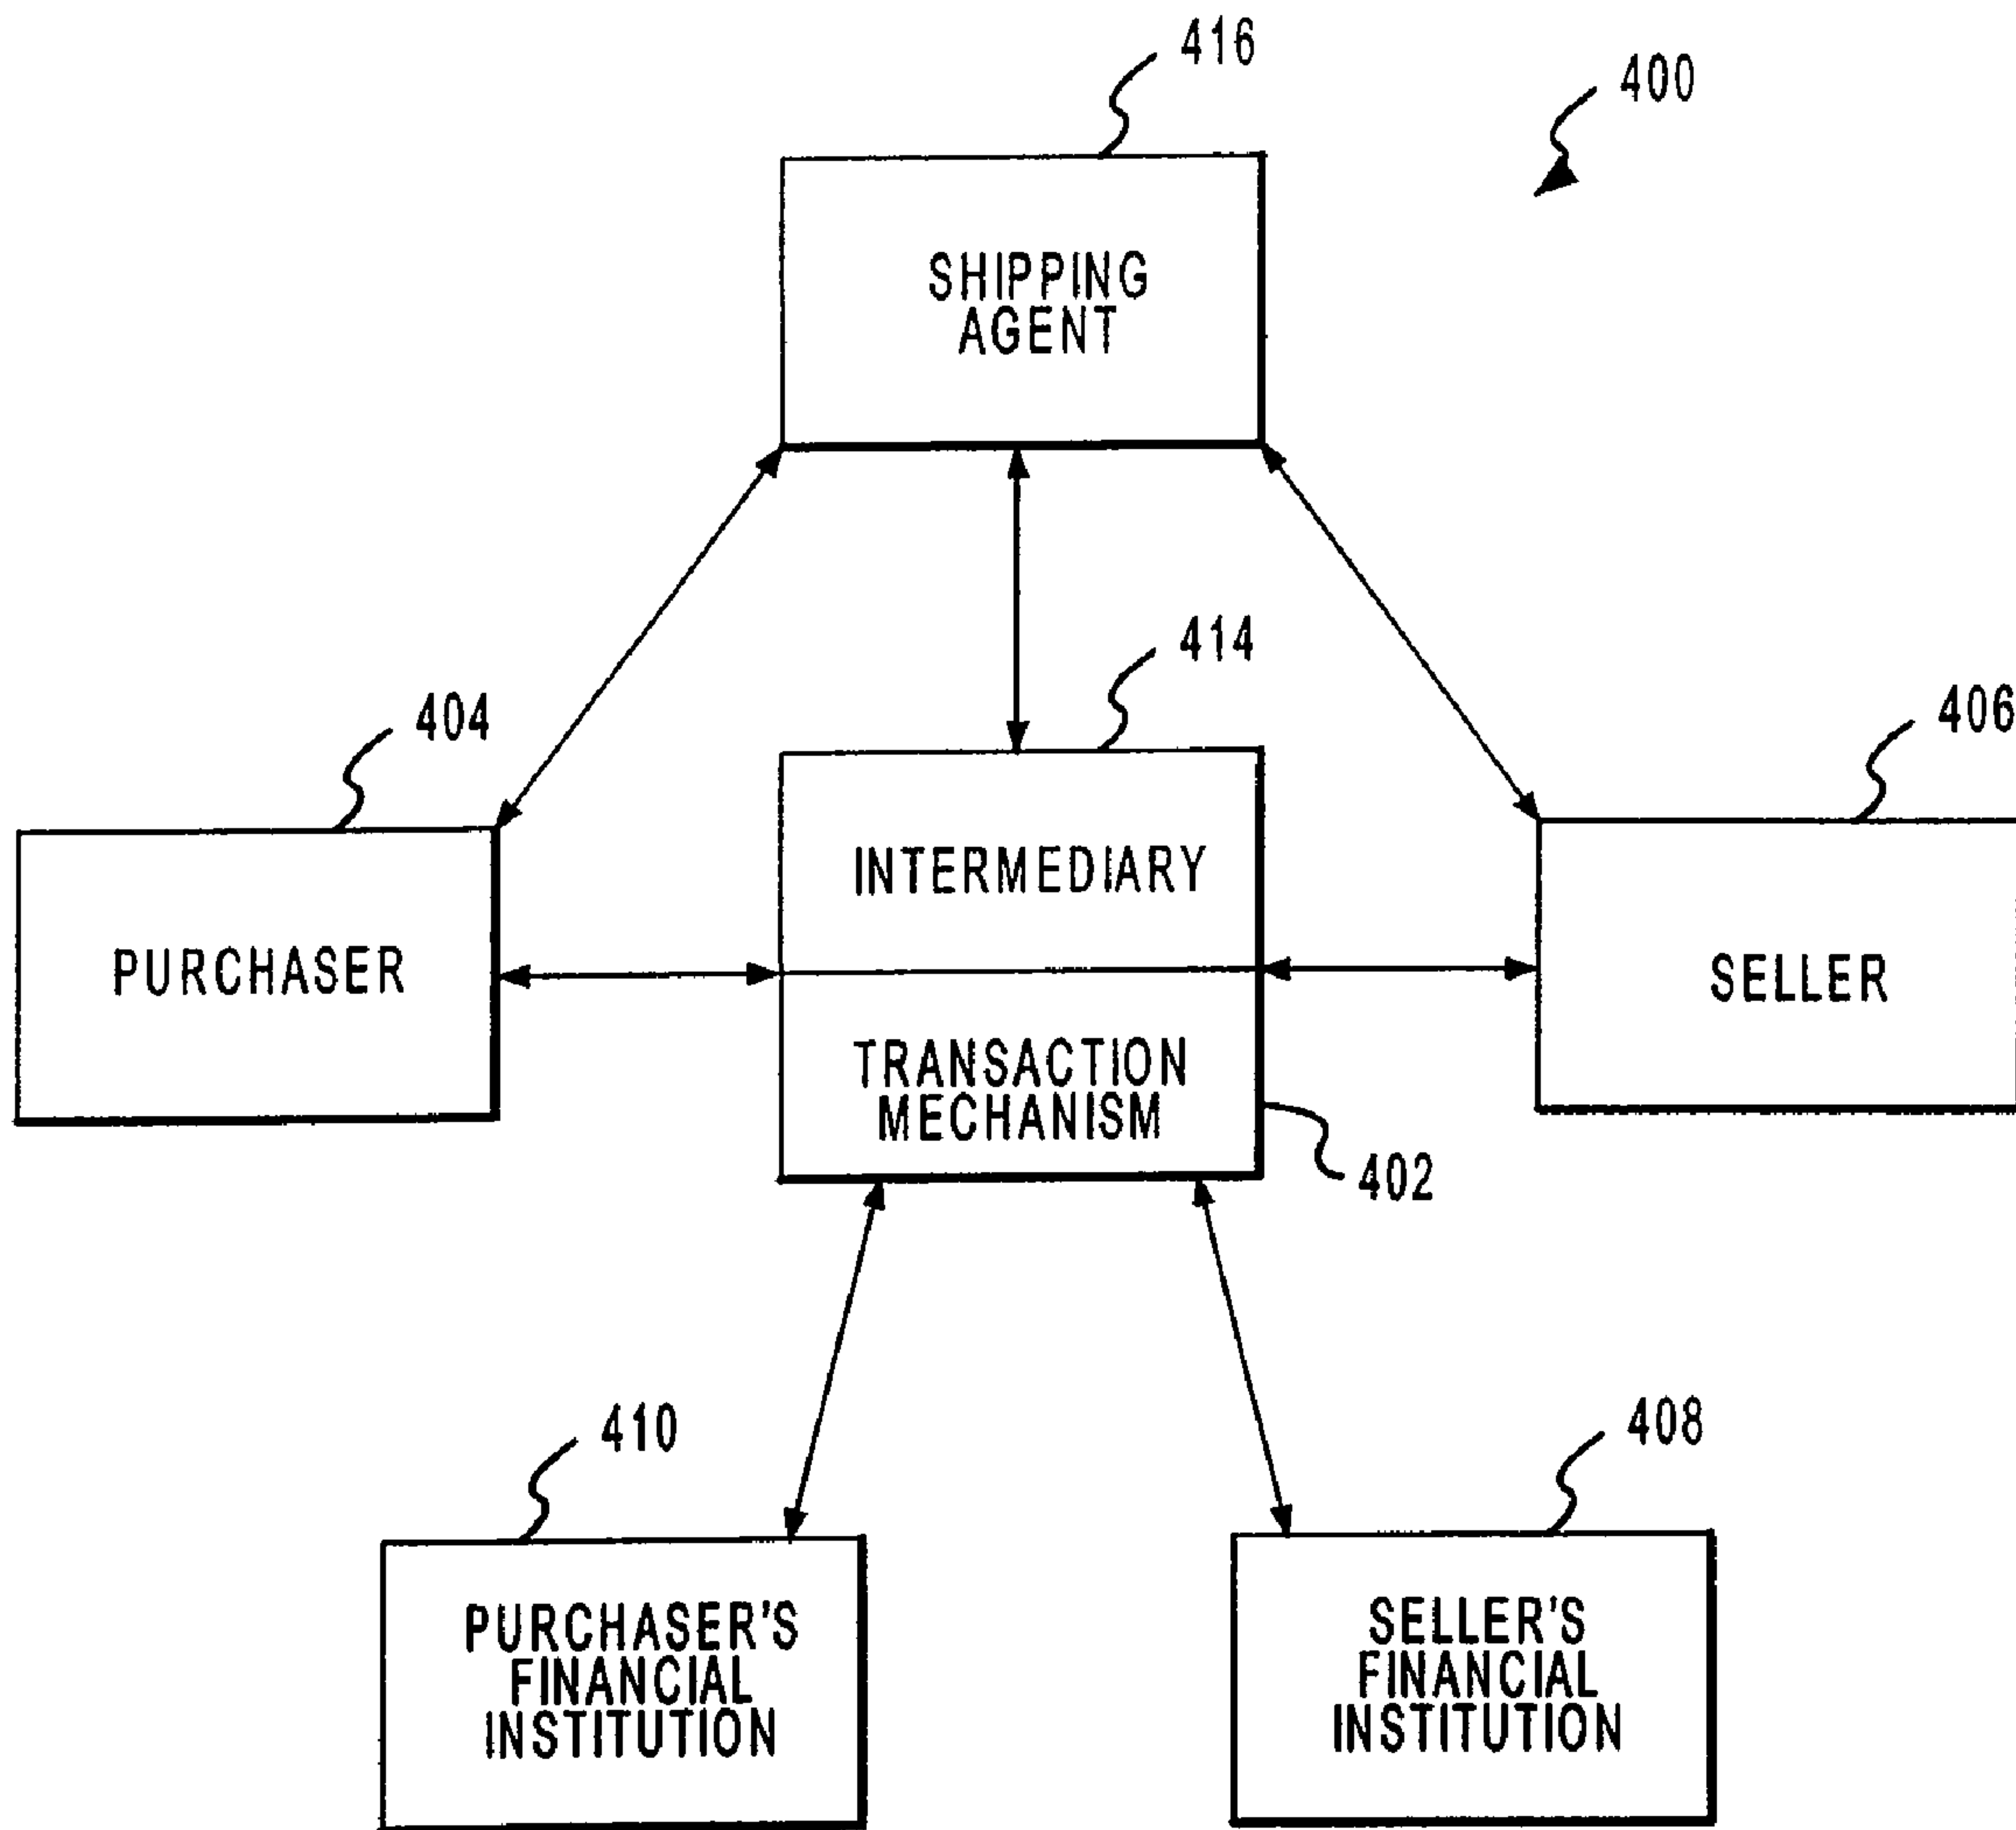 416
400
SHIPPING
AGENT
414
404
406
INTERMEDIARY
PURCHASER
SELLER
TRANSACTION
MECHANISM
402
410
408
PURCHASER'S
FINANCIAL
INSTITUTION
SELLER'S
FINANCIAL
INSTITUTION